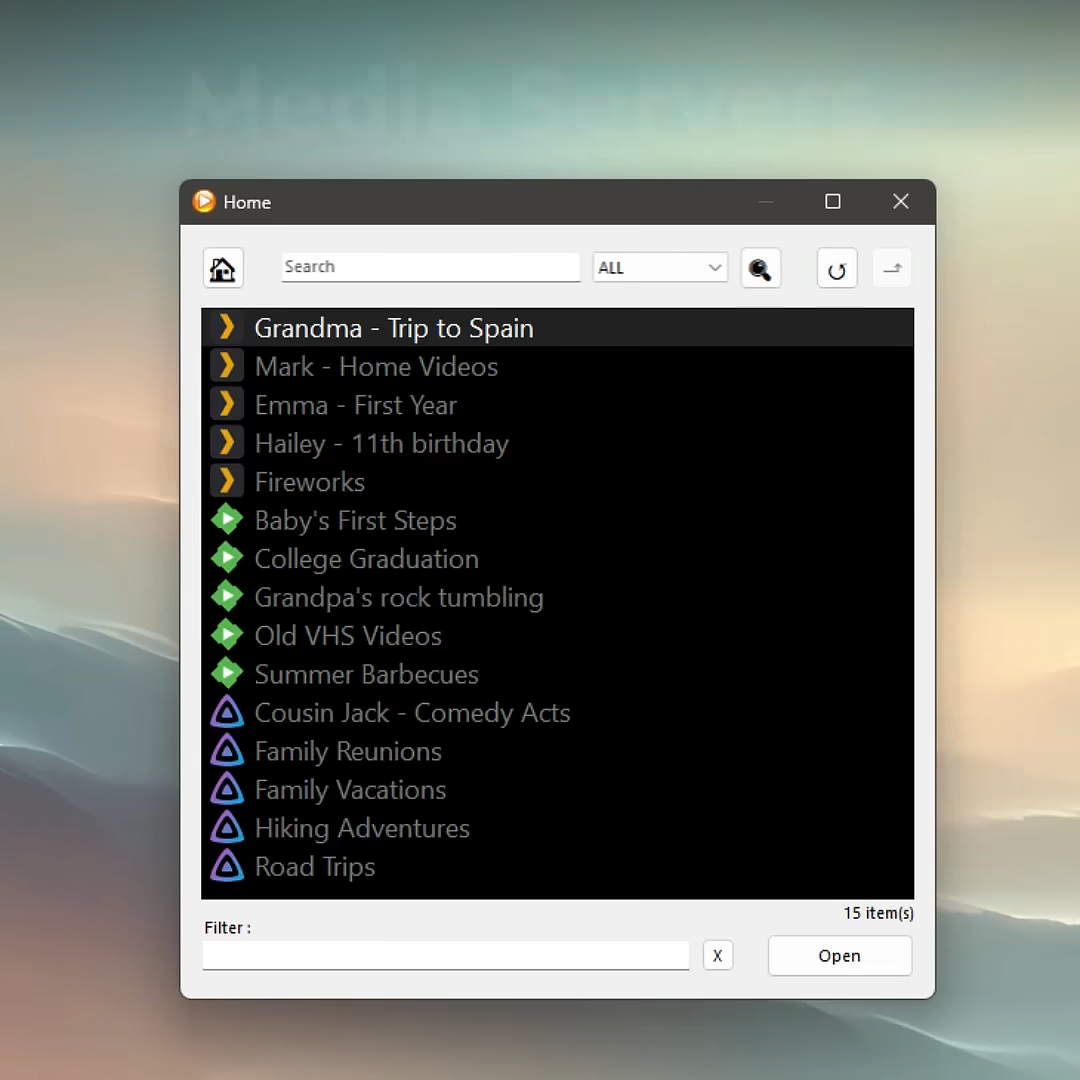 Media Servers
Home
Search
ALL
Grandma - Trip to Spain
Mark - Home Videos
Emma - First Year
Hailey - 11th birthday
Fireworks
Baby's First Steps
College Graduation
Grandpa's rock tumbling
Old VHS Videos
Summer Barbecues
Cousin Jack - Comedy Acts
Family Reunions
Family Vacations
Hiking Adventures
Road Trips
15 item(s)
Filter :
X
Open